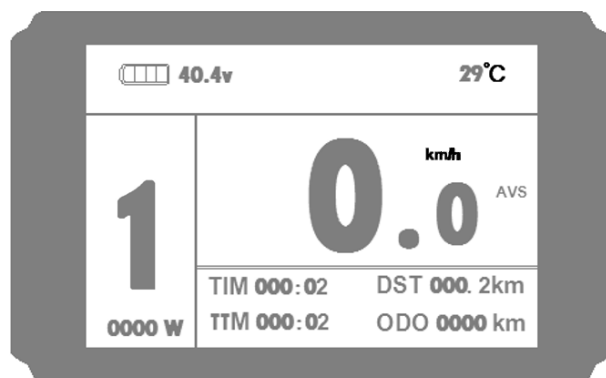 40.4v 29°C
km/h
1 0.0 AVS
TIM 000:02 DST 000. 2km
0000 W TTM 000:02 ODO 0000 km